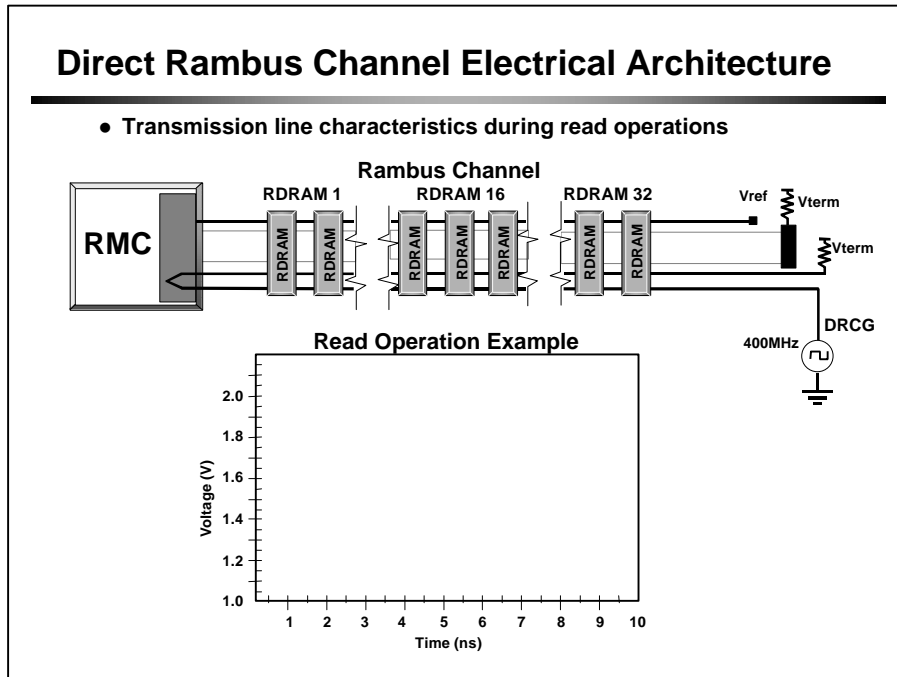 Direct Rambus Channel Electrical Architecture
● Transmission line characteristics during read operations
Rambus Channel
RDRAM 1
RDRAM 16
RDRAM 32
Vref
Vterm
RMC
RDRAM
RDRAM
RDRAM
RDRAM
RDRAM
RDRAM
RDRAM
Vterm
DRCG
400MHz
Read Operation Example
2.0
1.8
1.6
1.4
1.2
1.0
Voltage (V)
1 2 3 4 5 6 7 8 9 10
Time (ns)